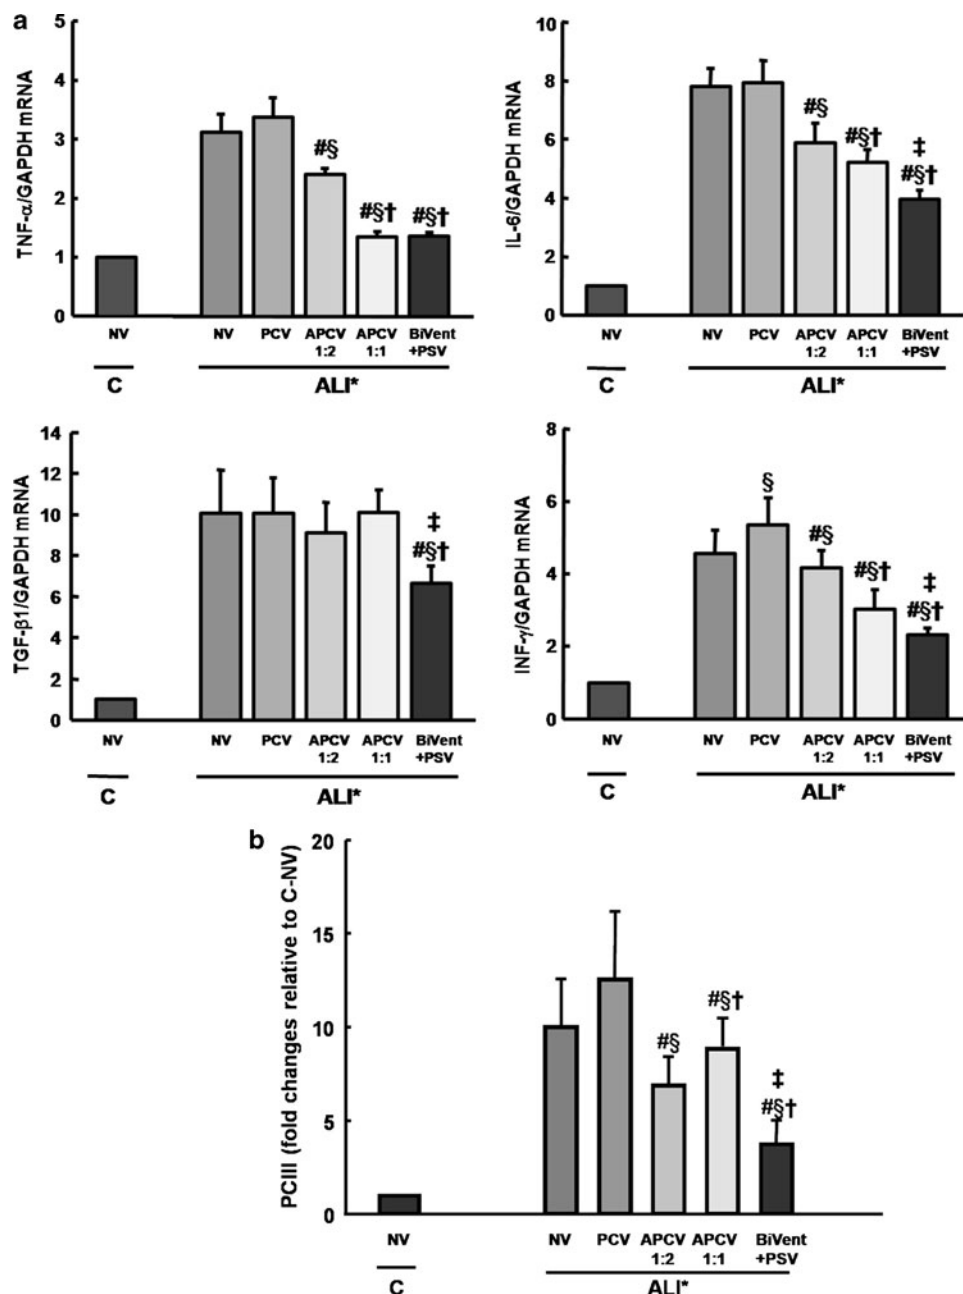 a
TNF-α/GAPDH mRNA
5
4
3
2
1
0
#§
#§†
#§†
NV
NV
PCV
APCV
1:2
APCV
1:1
BiVent
+PSV
C
ALI*
IL-6/GAPDH mRNA
10
8
6
4
2
0
#§
#§†
‡
#§†
NV
NV
PCV
APCV
1:2
APCV
1:1
BiVent
+PSV
C
ALI*
TGF-β1/GAPDH mRNA
14
12
10
8
6
4
2
0
‡
#§†
NV
NV
PCV
APCV
1:2
APCV
1:1
BiVent
+PSV
C
ALI*
INF-γ/GAPDH mRNA
8
6
4
2
0
§
#§
#§†
‡
#§†
NV
NV
PCV
APCV
1:2
APCV
1:1
BiVent
+PSV
C
ALI*
b
PCIII (fold changes relative to C-NV)
20
15
10
5
0
#§
#§†
‡
#§†
NV
NV
PCV
APCV
1:2
APCV
1:1
BiVent
+PSV
C
ALI*